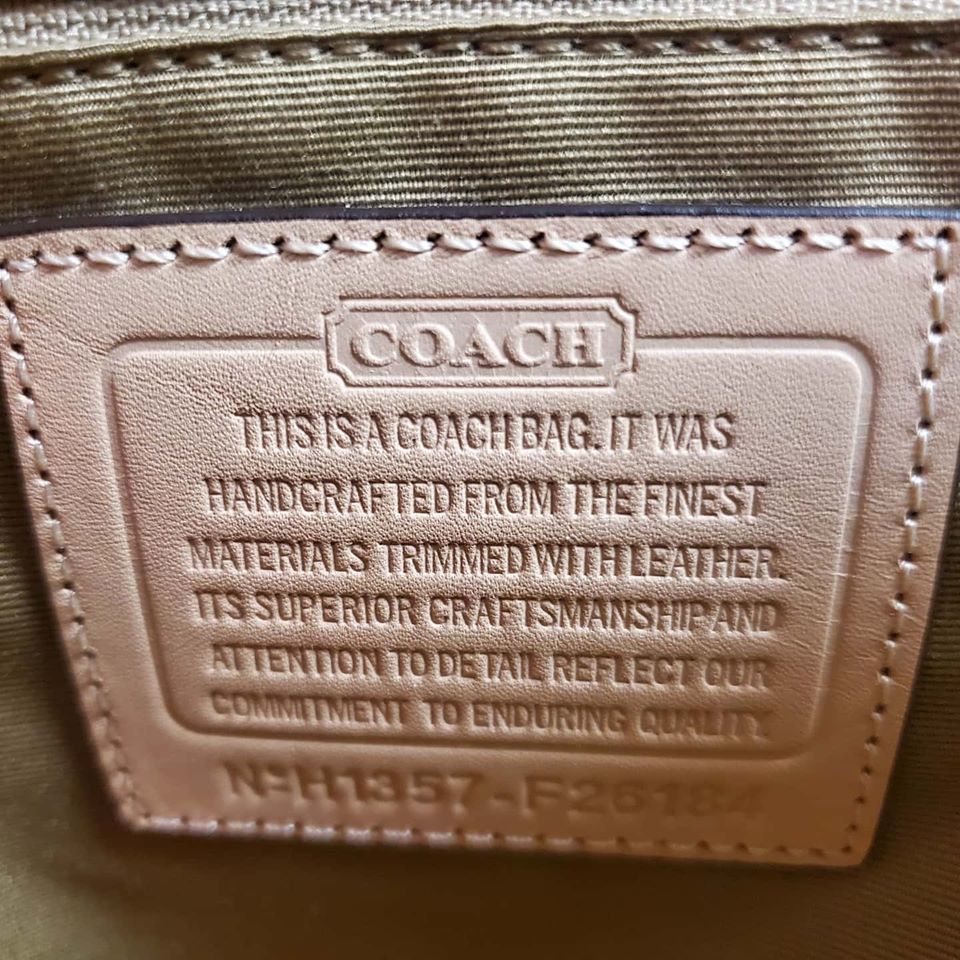 COACH
THIS IS A COACH BAG. IT WAS
HANDCRAFTED FROM THE FINEST
MATERIALS TRIMMED WITH LEATHER.
ITS SUPERIOR CRAFTSMANSHIP AND
ATTENTION TO DETAIL REFLECT OUR
COMMITMENT TO ENDURING QUALITY.
Nº H1357-F26184